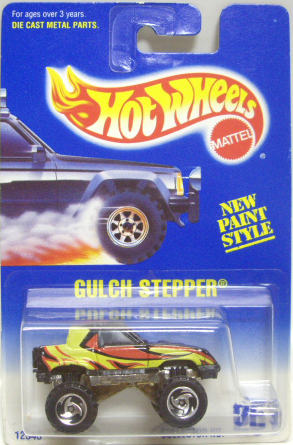 For ages over 3 years.
DIE CAST METAL PARTS.
Hot Wheels
MATTEL
NEW
PAINT
STYLE
GULCH STEPPER®